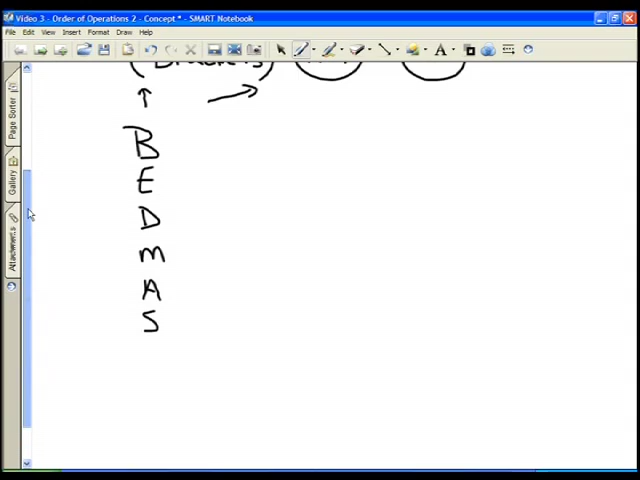 Video 3 - Order of Operations 2 - Concept * - SMART Notebook
File Edit View Insert Format Draw Help
A
Page Sorter
Gallery
Attachments
B
E
D
M
A
S